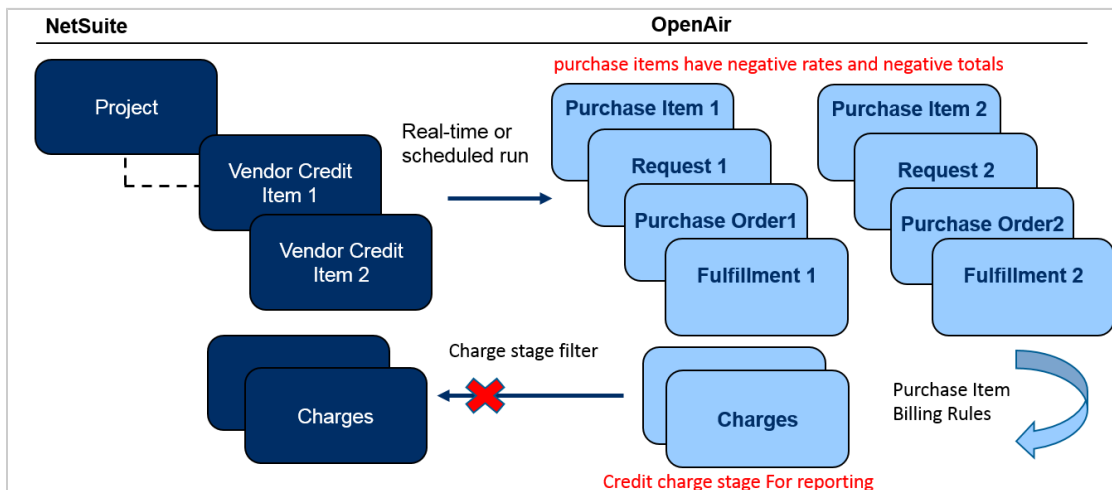 NetSuite
OpenAir
purchase items have negative rates and negative totals
Project
Vendor Credit
Item 1
Vendor Credit
Item 2
Real-time or
scheduled run
Purchase Item 1
Request 1
Purchase Order1
Fulfillment 1
Purchase Item 2
Request 2
Purchase Order2
Fulfillment 2
Charges
Charge stage filter
Charges
Purchase Item
Billing Rules
Credit charge stage For reporting